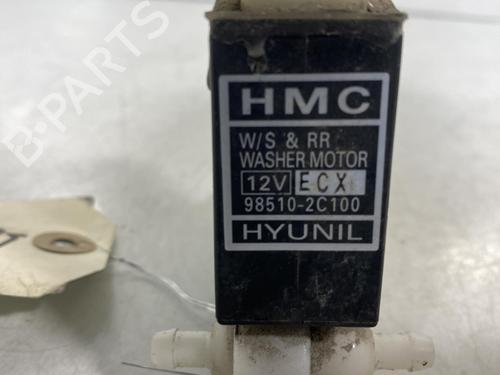 HMC
W/S & RR
WASHER MOTOR
12V ECX
98510-2C100
HYUNIL
B-PARTS